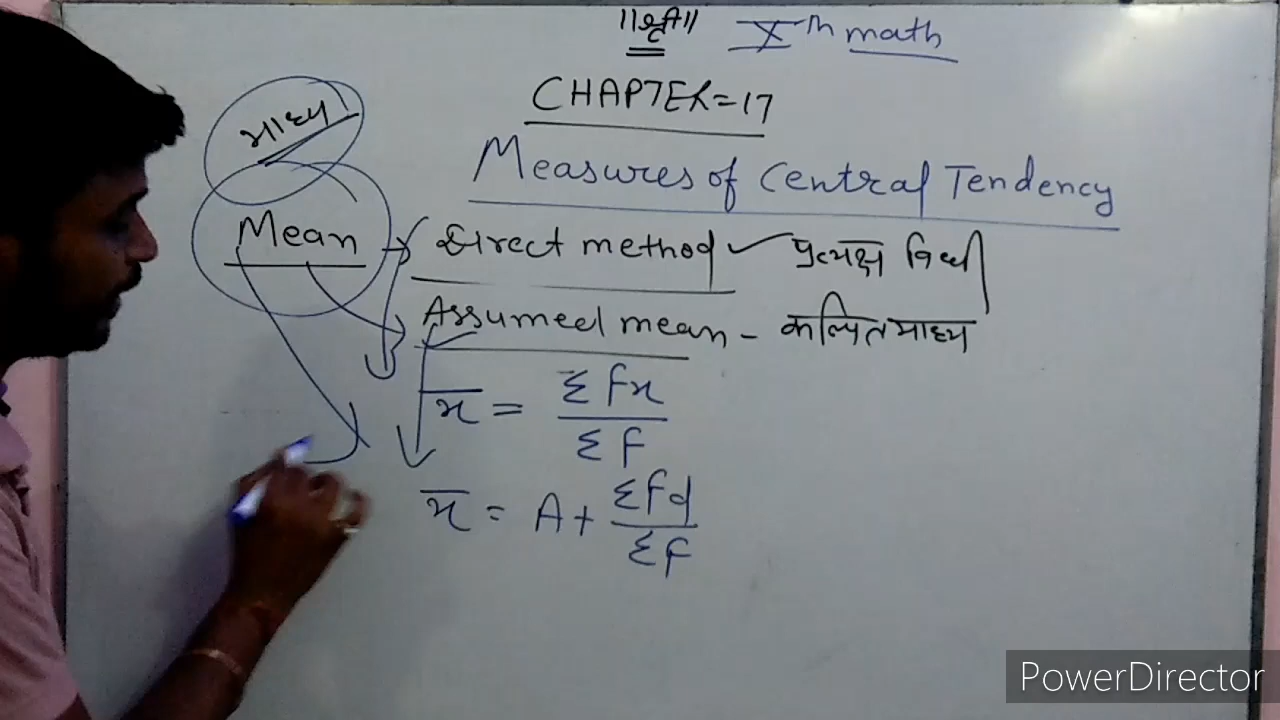 ॥श्री॥ Xth math
CHAPTER=17
माध्य
Measures of Central Tendency
Mean → Direct method ✓ प्रत्यक्ष विधी
Assumed mean - कल्पित माध्य
x̄ = Σfx / Σf
x̄ = A + Σfd / Σf
PowerDirector